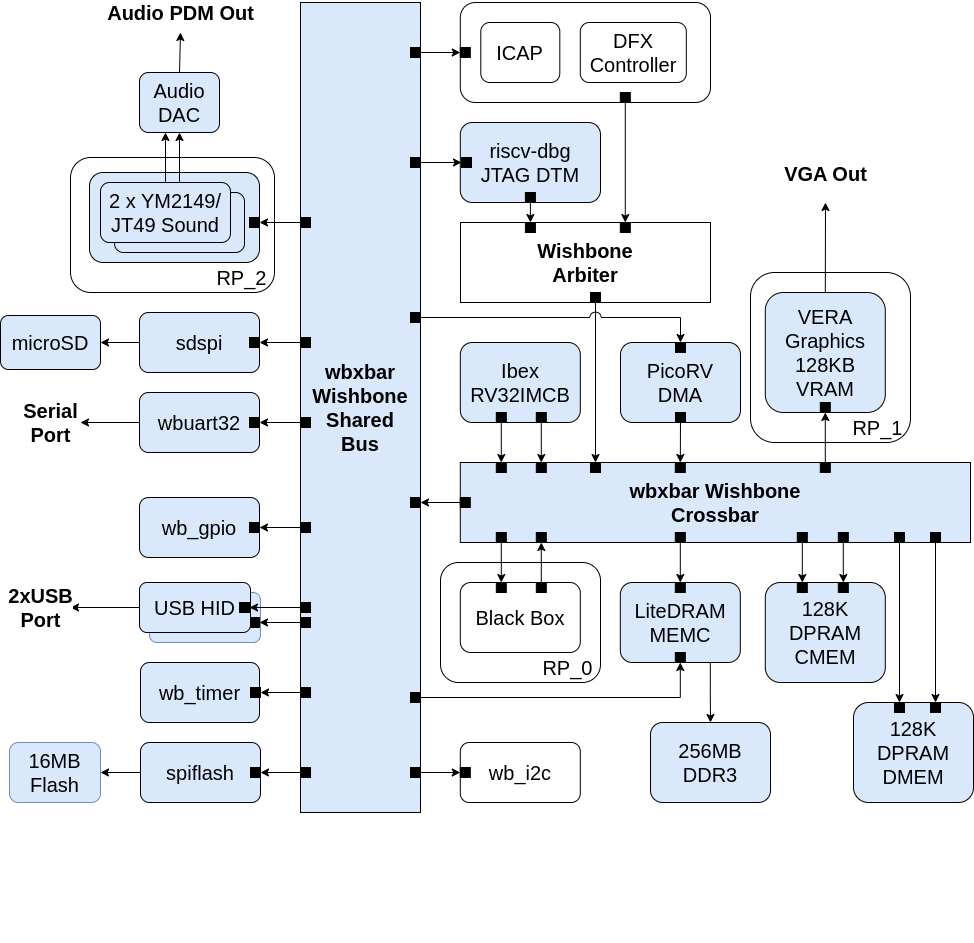 Audio PDM Out
Audio
DAC
2 x YM2149/
JT49 Sound
RP_2
microSD
sdspi
Serial
Port
wbuart32
wb_gpio
2xUSB
Port
USB HID
wb_timer
16MB
Flash
spiflash
wbxbar
Wishbone
Shared
Bus
ICAP
DFX
Controller
riscv-dbg
JTAG DTM
Wishbone
Arbiter
VGA Out
VERA
Graphics
128KB
VRAM
RP_1
Ibex
RV32IMCB
PicoRV
DMA
wbxbar Wishbone
Crossbar
Black Box
RP_0
LiteDRAM
MEMC
128K
DPRAM
CMEM
256MB
DDR3
128K
DPRAM
DMEM
wb_i2c